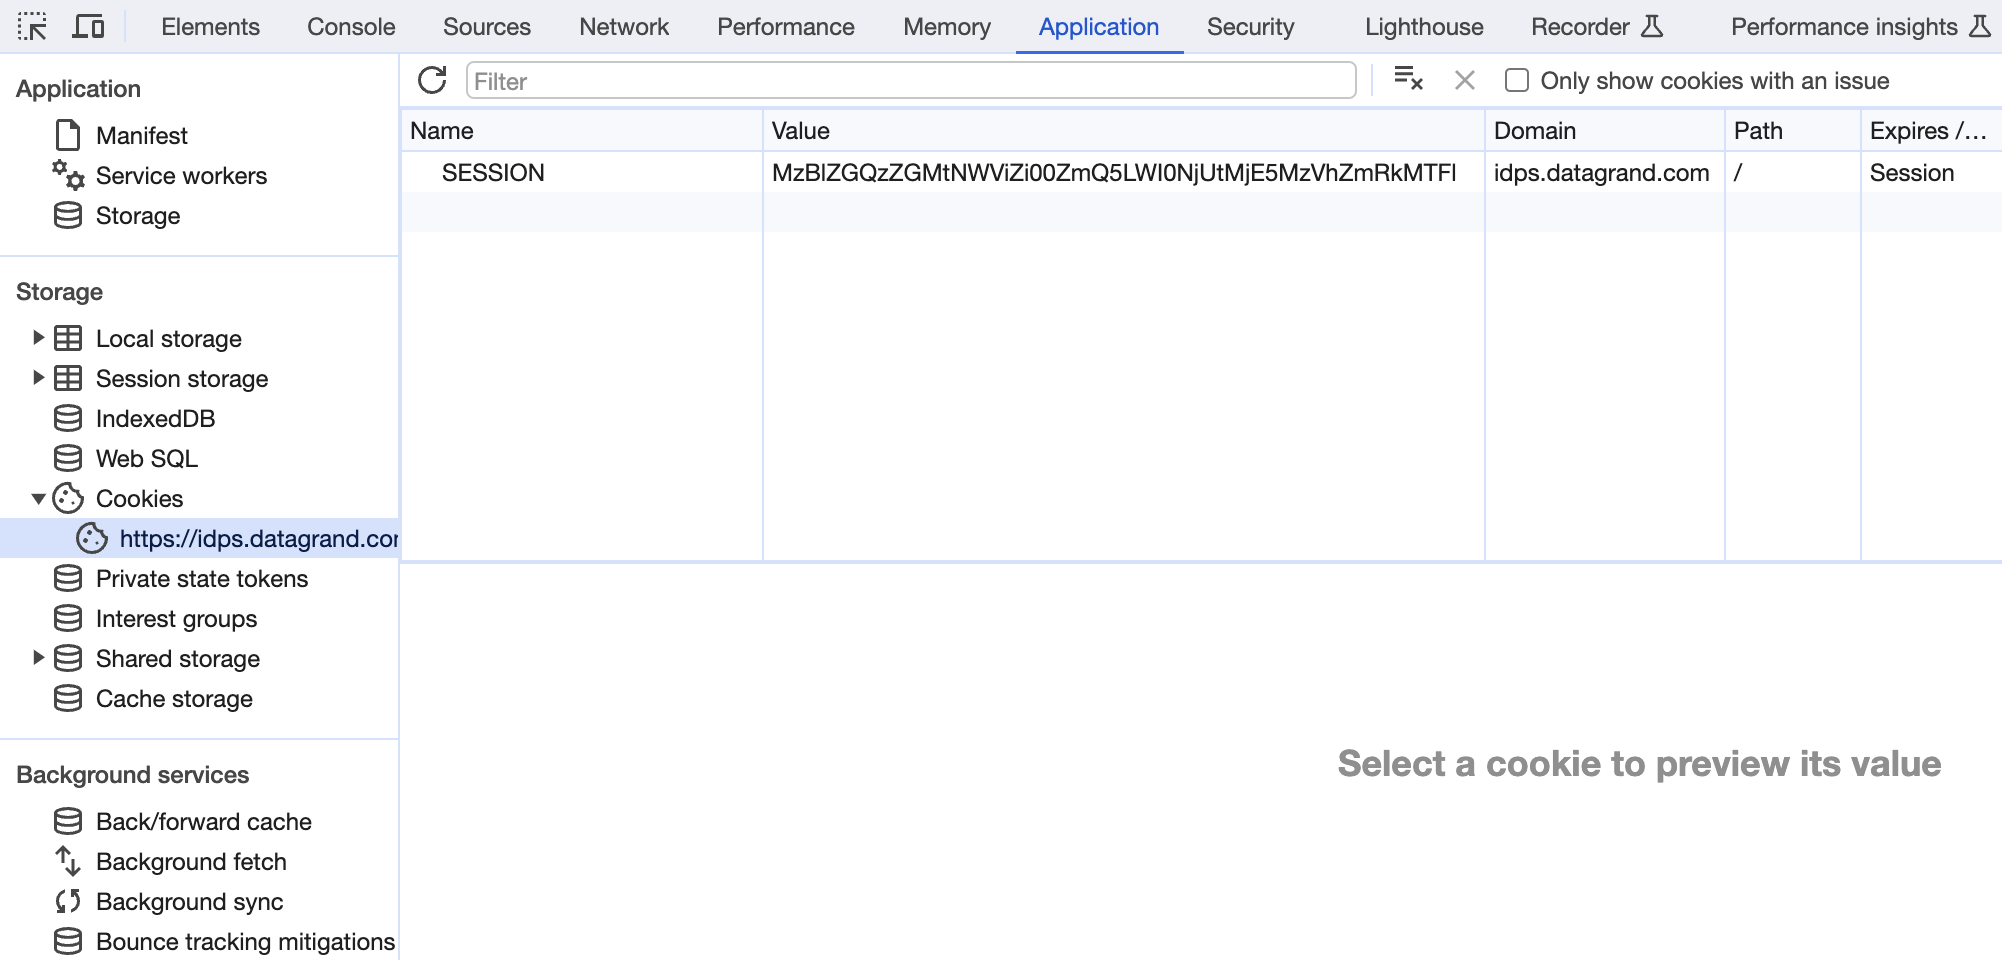 Elements Console Sources Network Performance Memory Application Security Lighthouse Recorder Performance insights
Application
Manifest
Service workers
Storage
Storage
Local storage
Session storage
IndexedDB
Web SQL
Cookies
https://idps.datagrand.cor
Private state tokens
Interest groups
Shared storage
Cache storage
Background services
Back/forward cache
Background fetch
Background sync
Bounce tracking mitigations
Filter Only show cookies with an issue
Name Value Domain Path Expires /...
SESSION MzBlZGQzZGMtNWViZi00ZmQ5LWI0NjUtMjE5MzVhZmRkMTFl idps.datagrand.com / Session
Select a cookie to preview its value